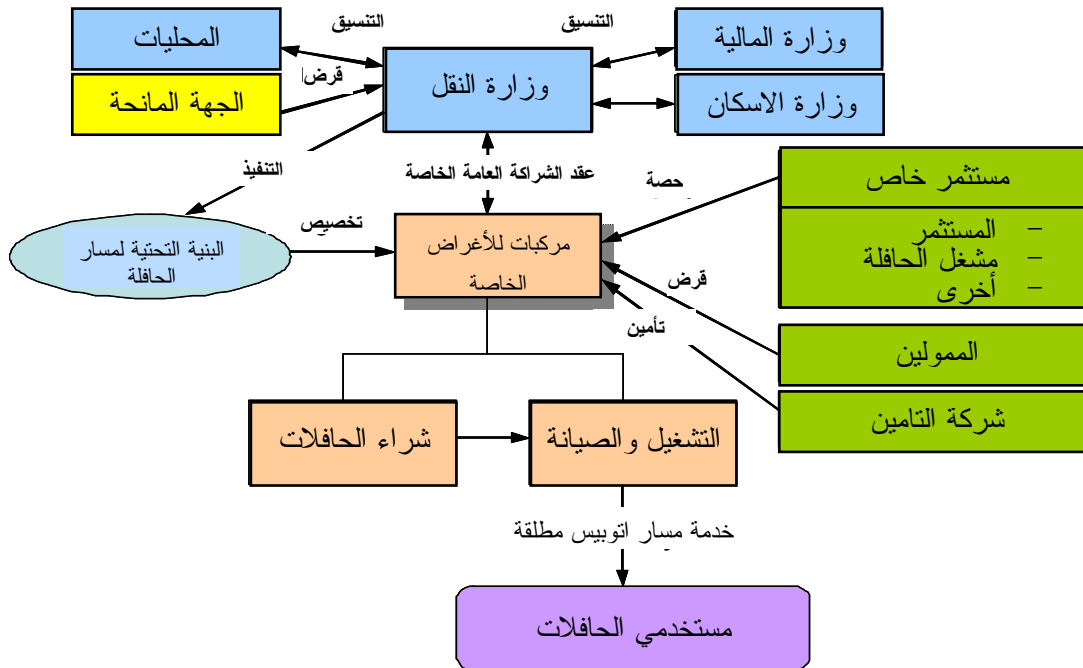 التنسيق
التنسيق
المحليات
وزارة المالية
وزارة النقل
قرض
الجهة المانحة
وزارة الاسكان
التنفيذ
عقد الشراكة العامة الخاصة
حصة
مستثمر خاص
– المستثمر
– مشغل الحافلة
– أخرى
البنية التحتية لمسار
الحافلة
تخصيص
مركبات للأغراض
الخاصة
قرض
تأمين
الممولين
شركة التامين
شراء الحافلات
التشغيل والصيانة
خدمة مسار اتوبيس مطلقة
مستخدمي الحافلات